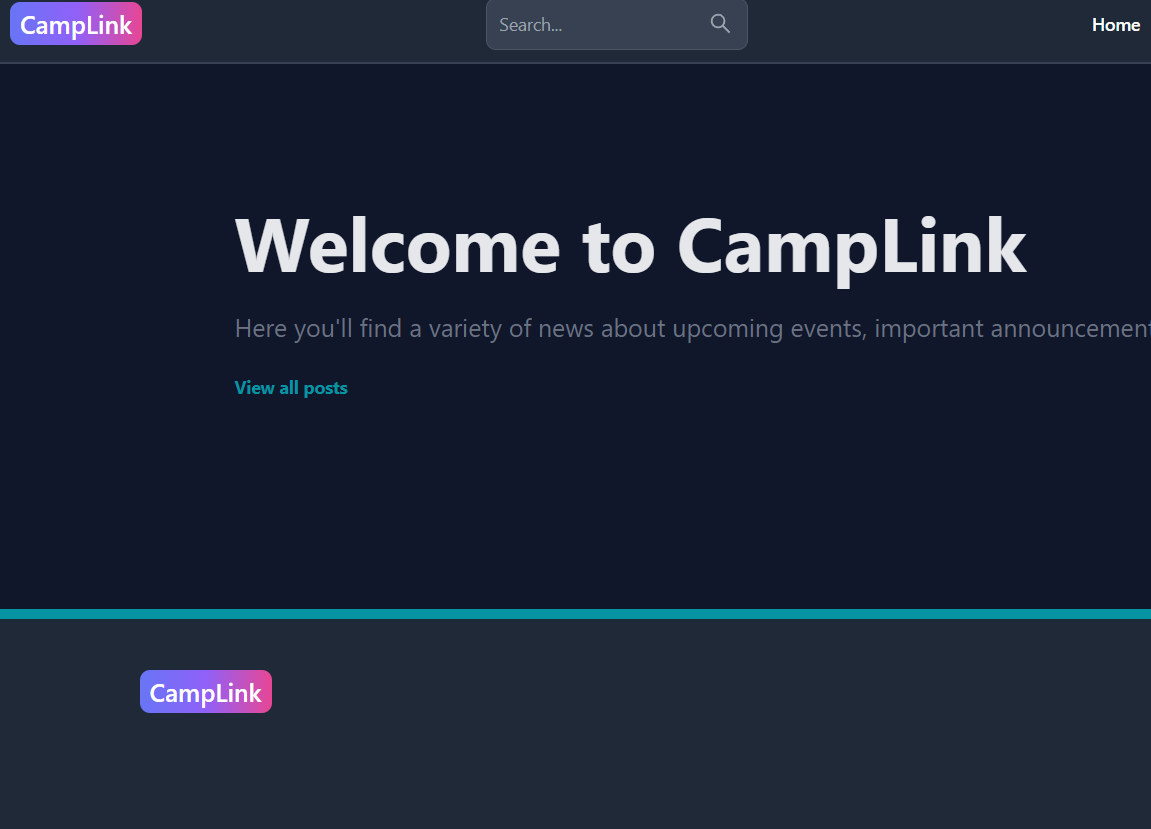 CampLink
Search...
Home
Welcome to CampLink
Here you'll find a variety of news about upcoming events, important announcement
View all posts
CampLink